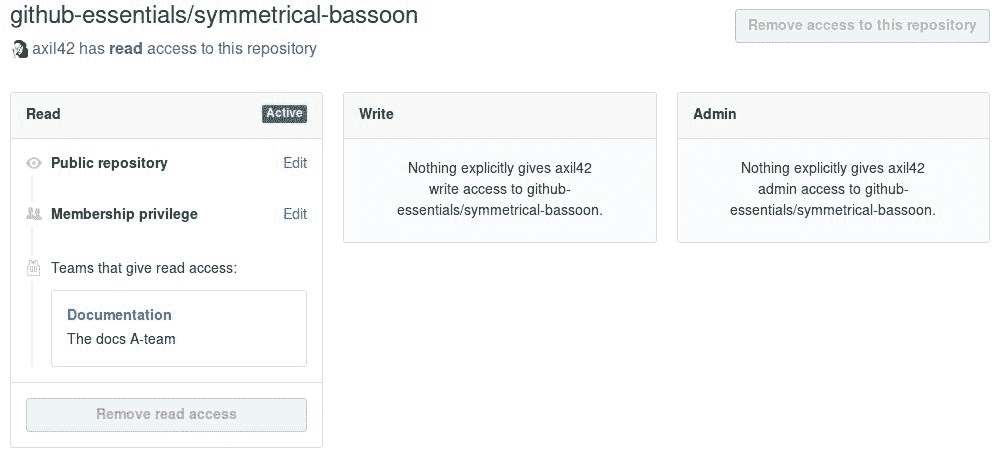 github-essentials/symmetrical-bassoon
Remove access to this repository
axil42 has read access to this repository
Read
Active
Public repository
Edit
Membership privilege
Edit
Teams that give read access:
Documentation
The docs A-team
Remove read access
Write
Nothing explicitly gives axil42
write access to github-
essentials/symmetrical-bassoon.
Admin
Nothing explicitly gives axil42
admin access to github-
essentials/symmetrical-bassoon.